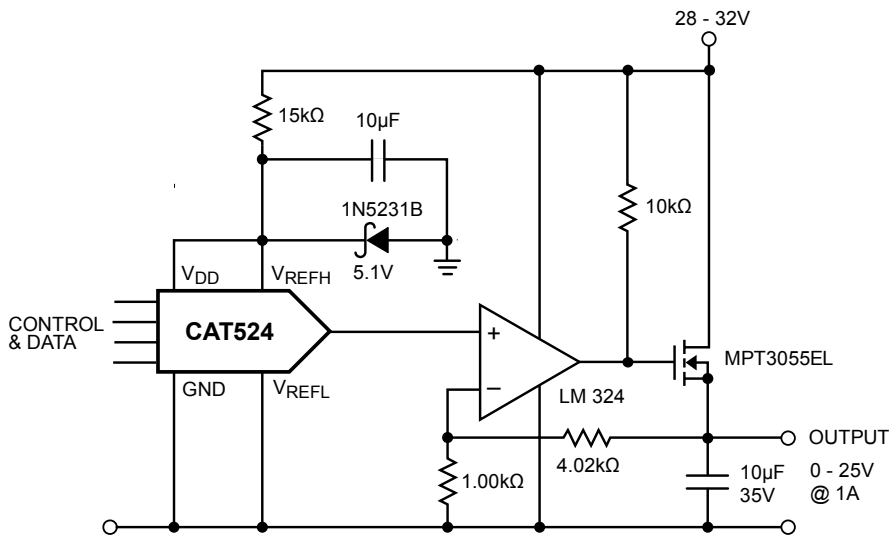 28 - 32V
15kΩ
10µF
10kΩ
1N5231B
5.1V
VDD
VREFH
CONTROL
& DATA
CAT524
+
–
MPT3055EL
GND
VREFL
LM 324
OUTPUT
4.02kΩ
1.00kΩ
10µF
35V
0 - 25V
@ 1A